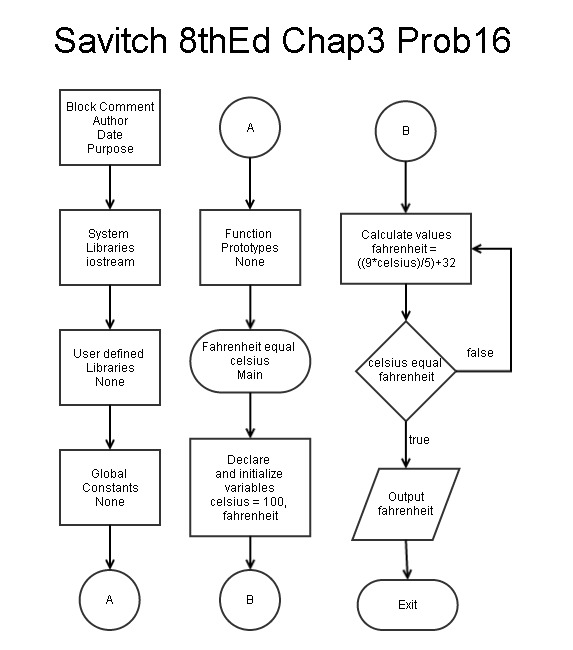 Savitch 8thEd Chap3 Prob16
Block Comment
Author
Date
Purpose
System
Libraries
iostream
User defined
Libraries
None
Global
Constants
None
A
A
Function
Prototypes
None
Fahrenheit equal
celsius
Main
Declare
and initialize
variables
celsius = 100,
fahrenheit
B
B
Calculate values
fahrenheit =
((9*celsius)/5)+32
celsius equal
fahrenheit
false
true
Output
fahrenheit
Exit